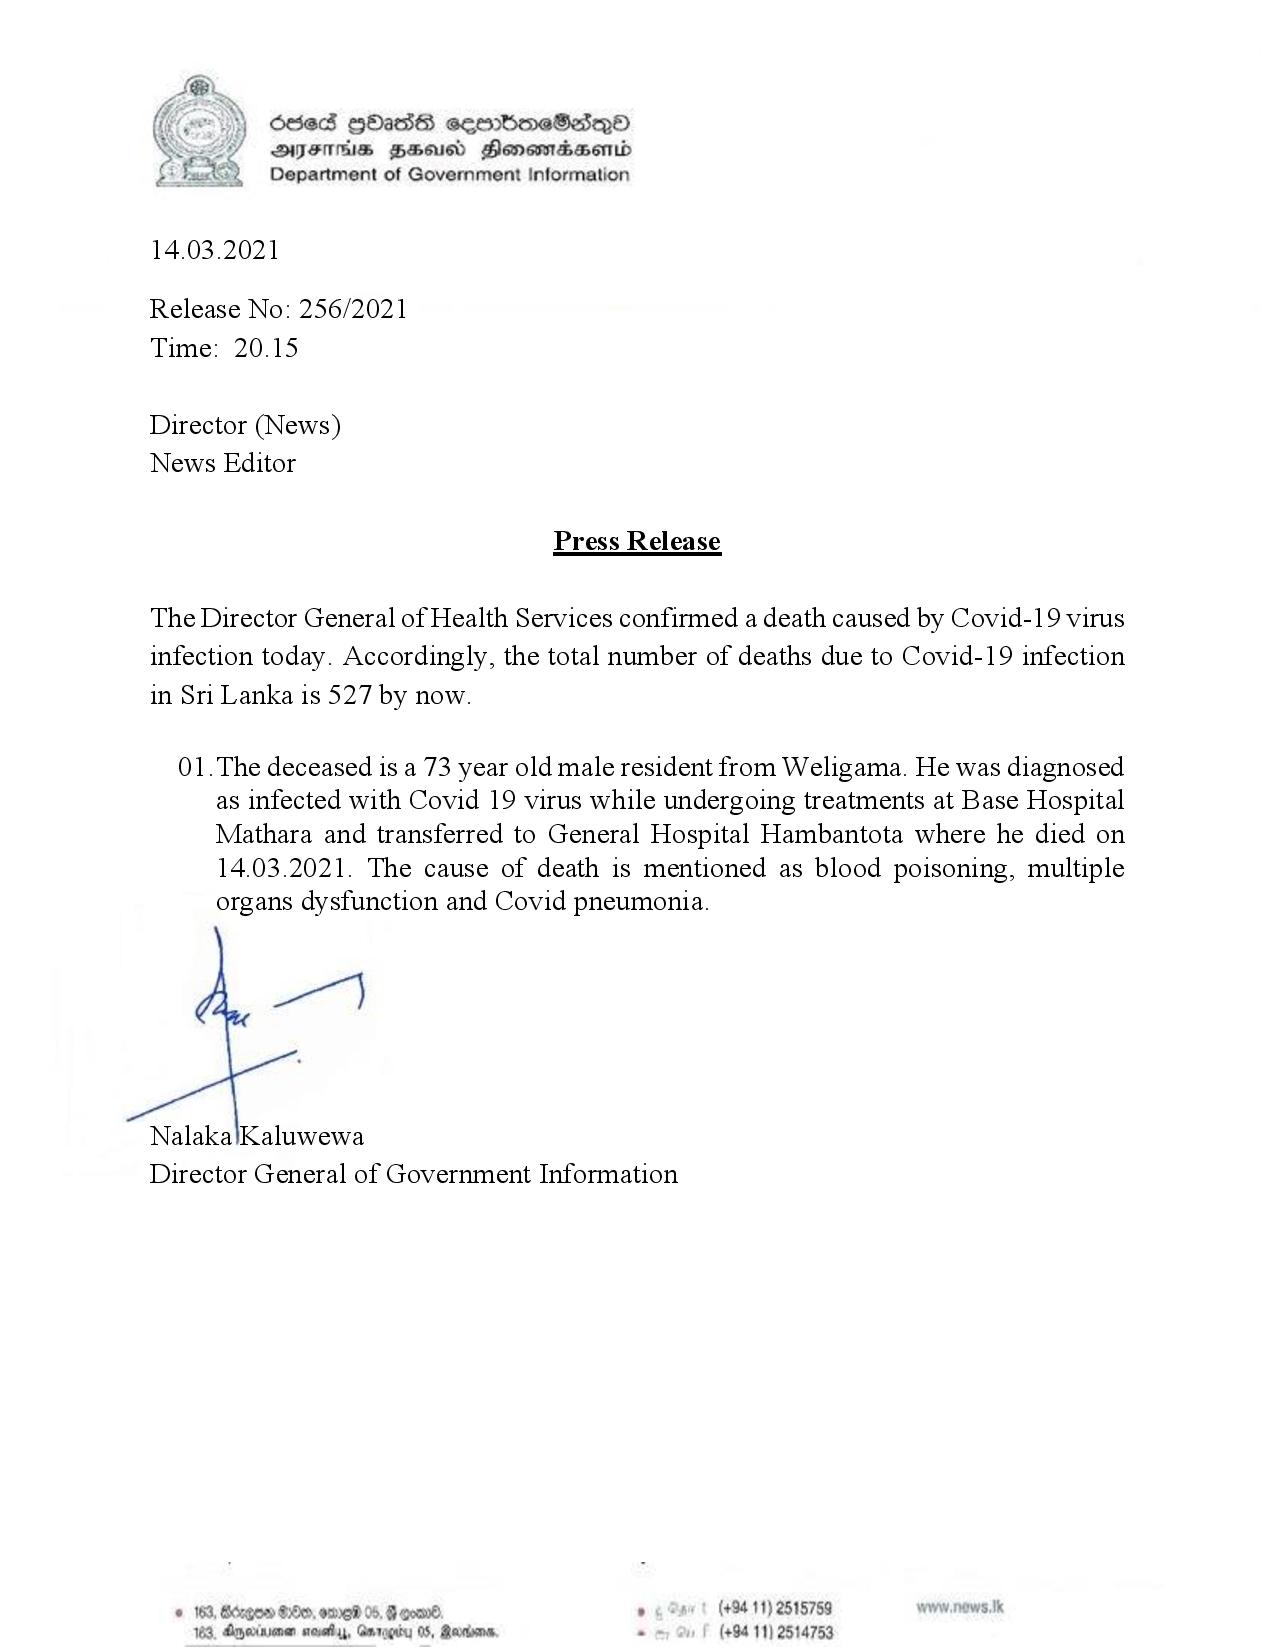 රජයේ ප්‍රවෘත්ති දෙපාර්තමේන්තුව
அரசாங்க தகவல் திணைக்களம்
Department of Government Information
14.03.2021
Release No: 256/2021
Time: 20.15
Director (News)
News Editor
Press Release
The Director General of Health Services confirmed a death caused by Covid-19 virus
infection today. Accordingly, the total number of deaths due to Covid-19 infection
in Sri Lanka is 527 by now.
01. The deceased is a 73 year old male resident from Weligama. He was diagnosed
as infected with Covid 19 virus while undergoing treatments at Base Hospital
Mathara and transferred to General Hospital Hambantota where he died on
14.03.2021. The cause of death is mentioned as blood poisoning, multiple
organs dysfunction and Covid pneumonia.
Nalaka Kaluwewa
Director General of Government Information
163, කිරුලපන මාවත, කොළඹ 05, ශ්‍රී ලංකාව.
163, கிருலப்பனை எவனியூ, கொழும்பு 05, இலங்கை.
(+94 11) 2515759
(+94 11) 2514753
www.news.lk